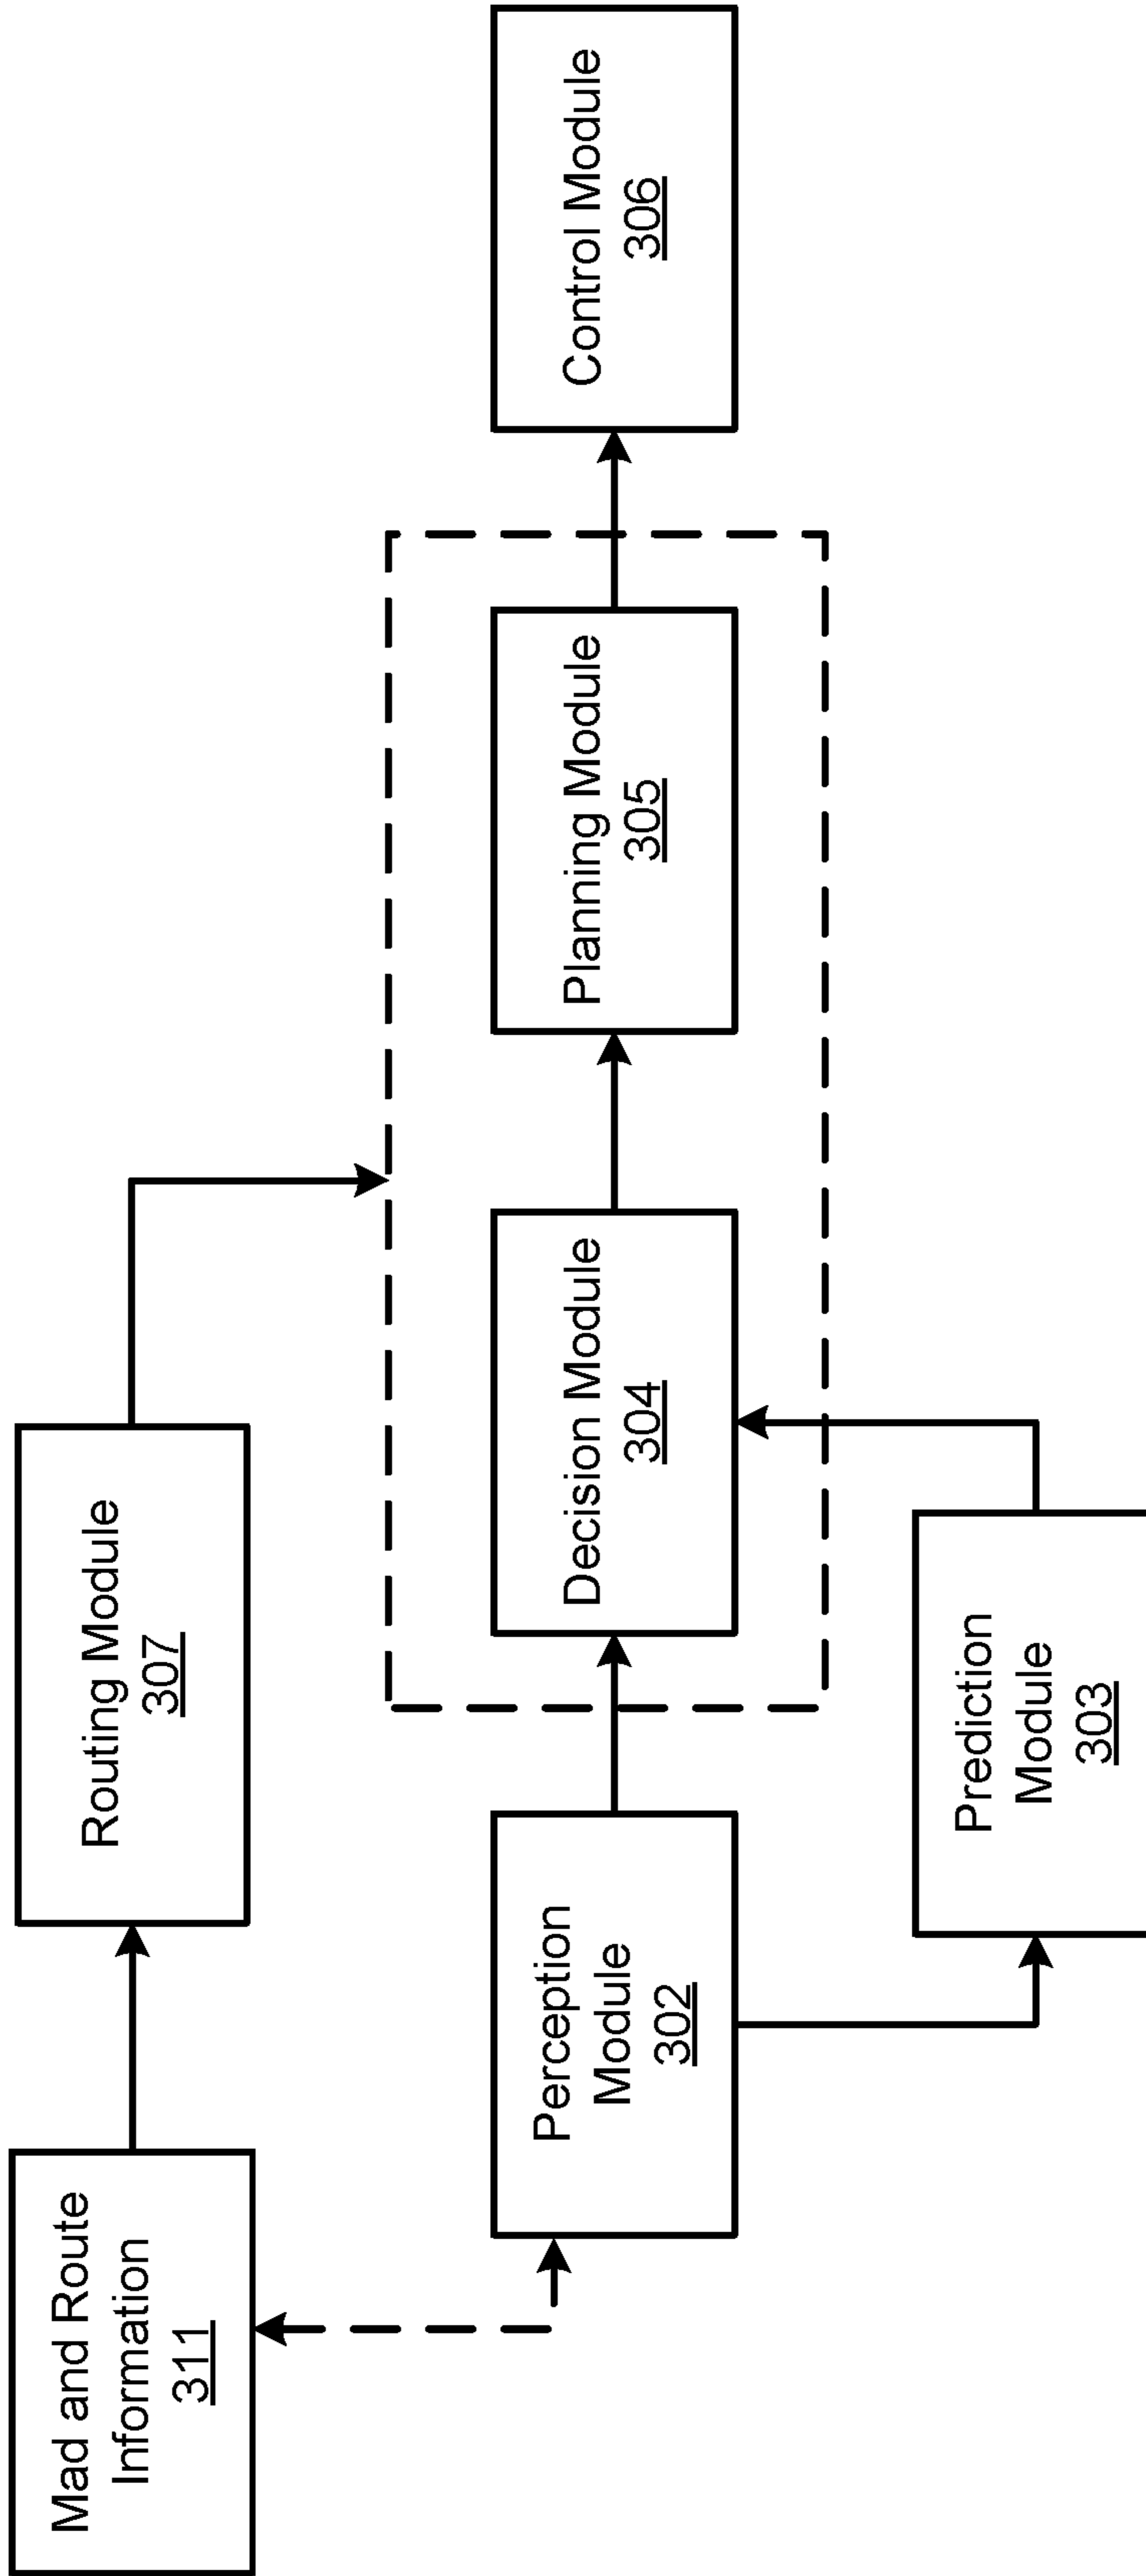 Mad and Route
Information
311
Routing Module
307
Perception
Module
302
Decision Module
304
Planning Module
305
Control Module
306
Prediction
Module
303